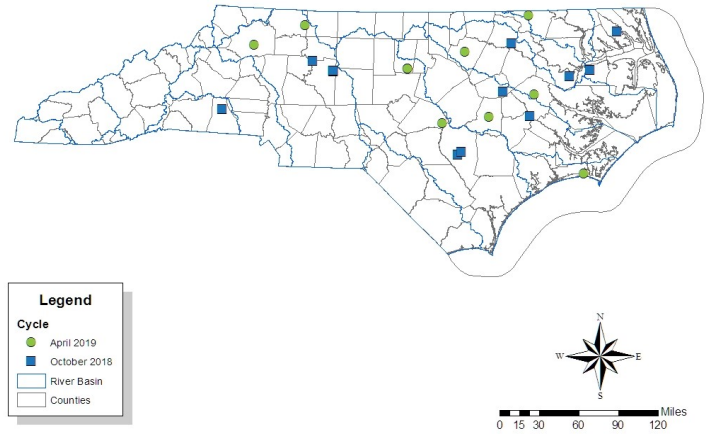 Legend
Cycle
April 2019
October 2018
River Basin
Counties
N
W E
S
Miles
0 15 30 60 90 120